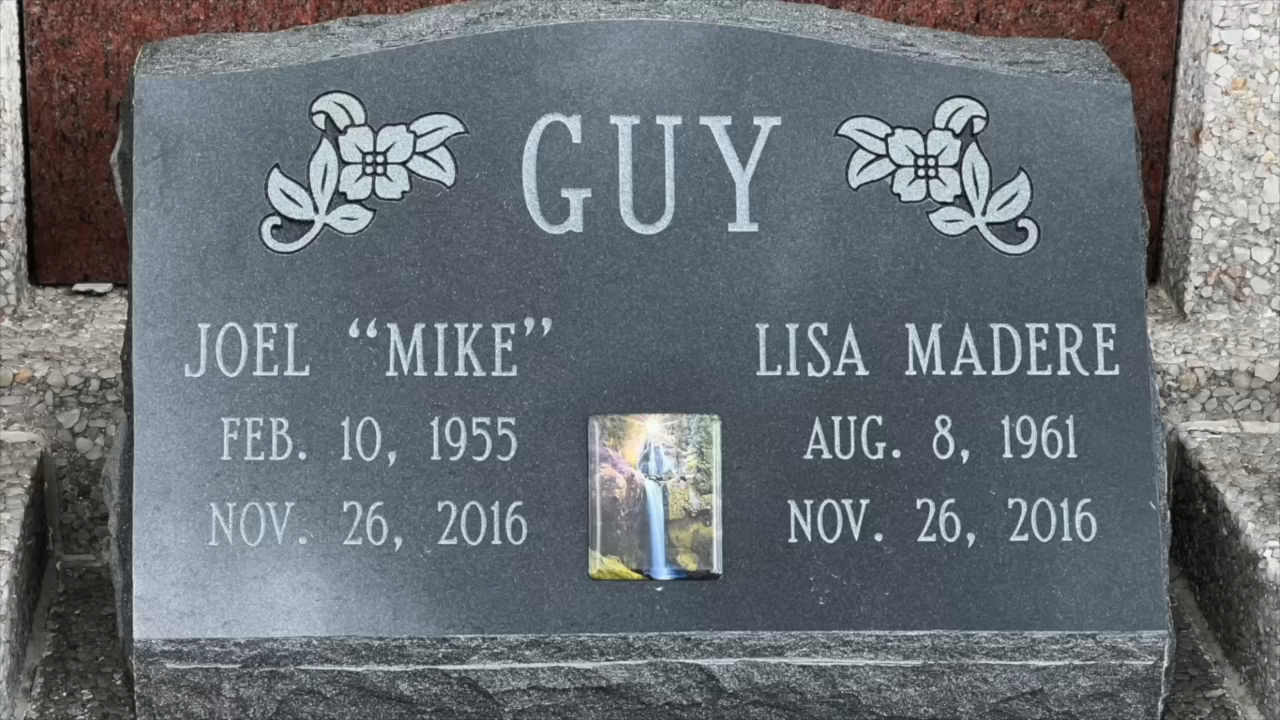 GUY
JOEL “MIKE”
FEB. 10, 1955
NOV. 26, 2016
LISA MADERE
AUG. 8, 1961
NOV. 26, 2016